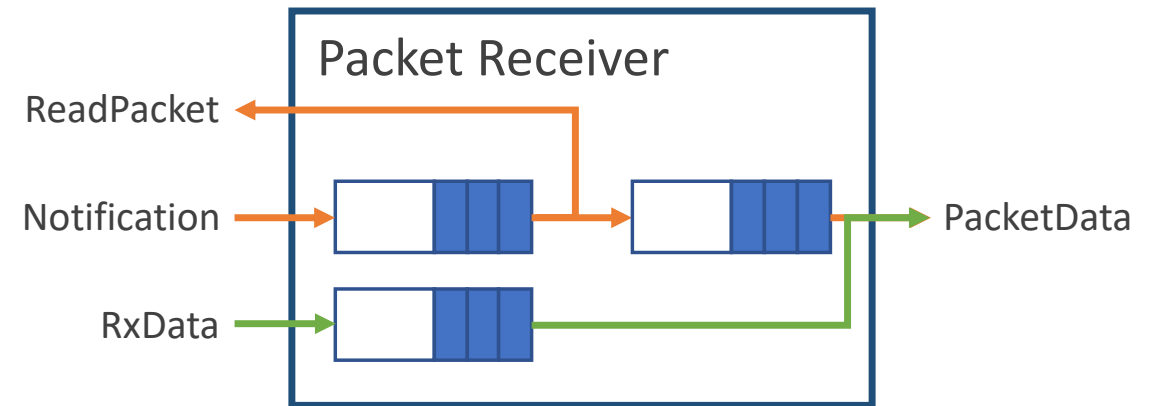 Packet Receiver
ReadPacket
Notification
PacketData
RxData